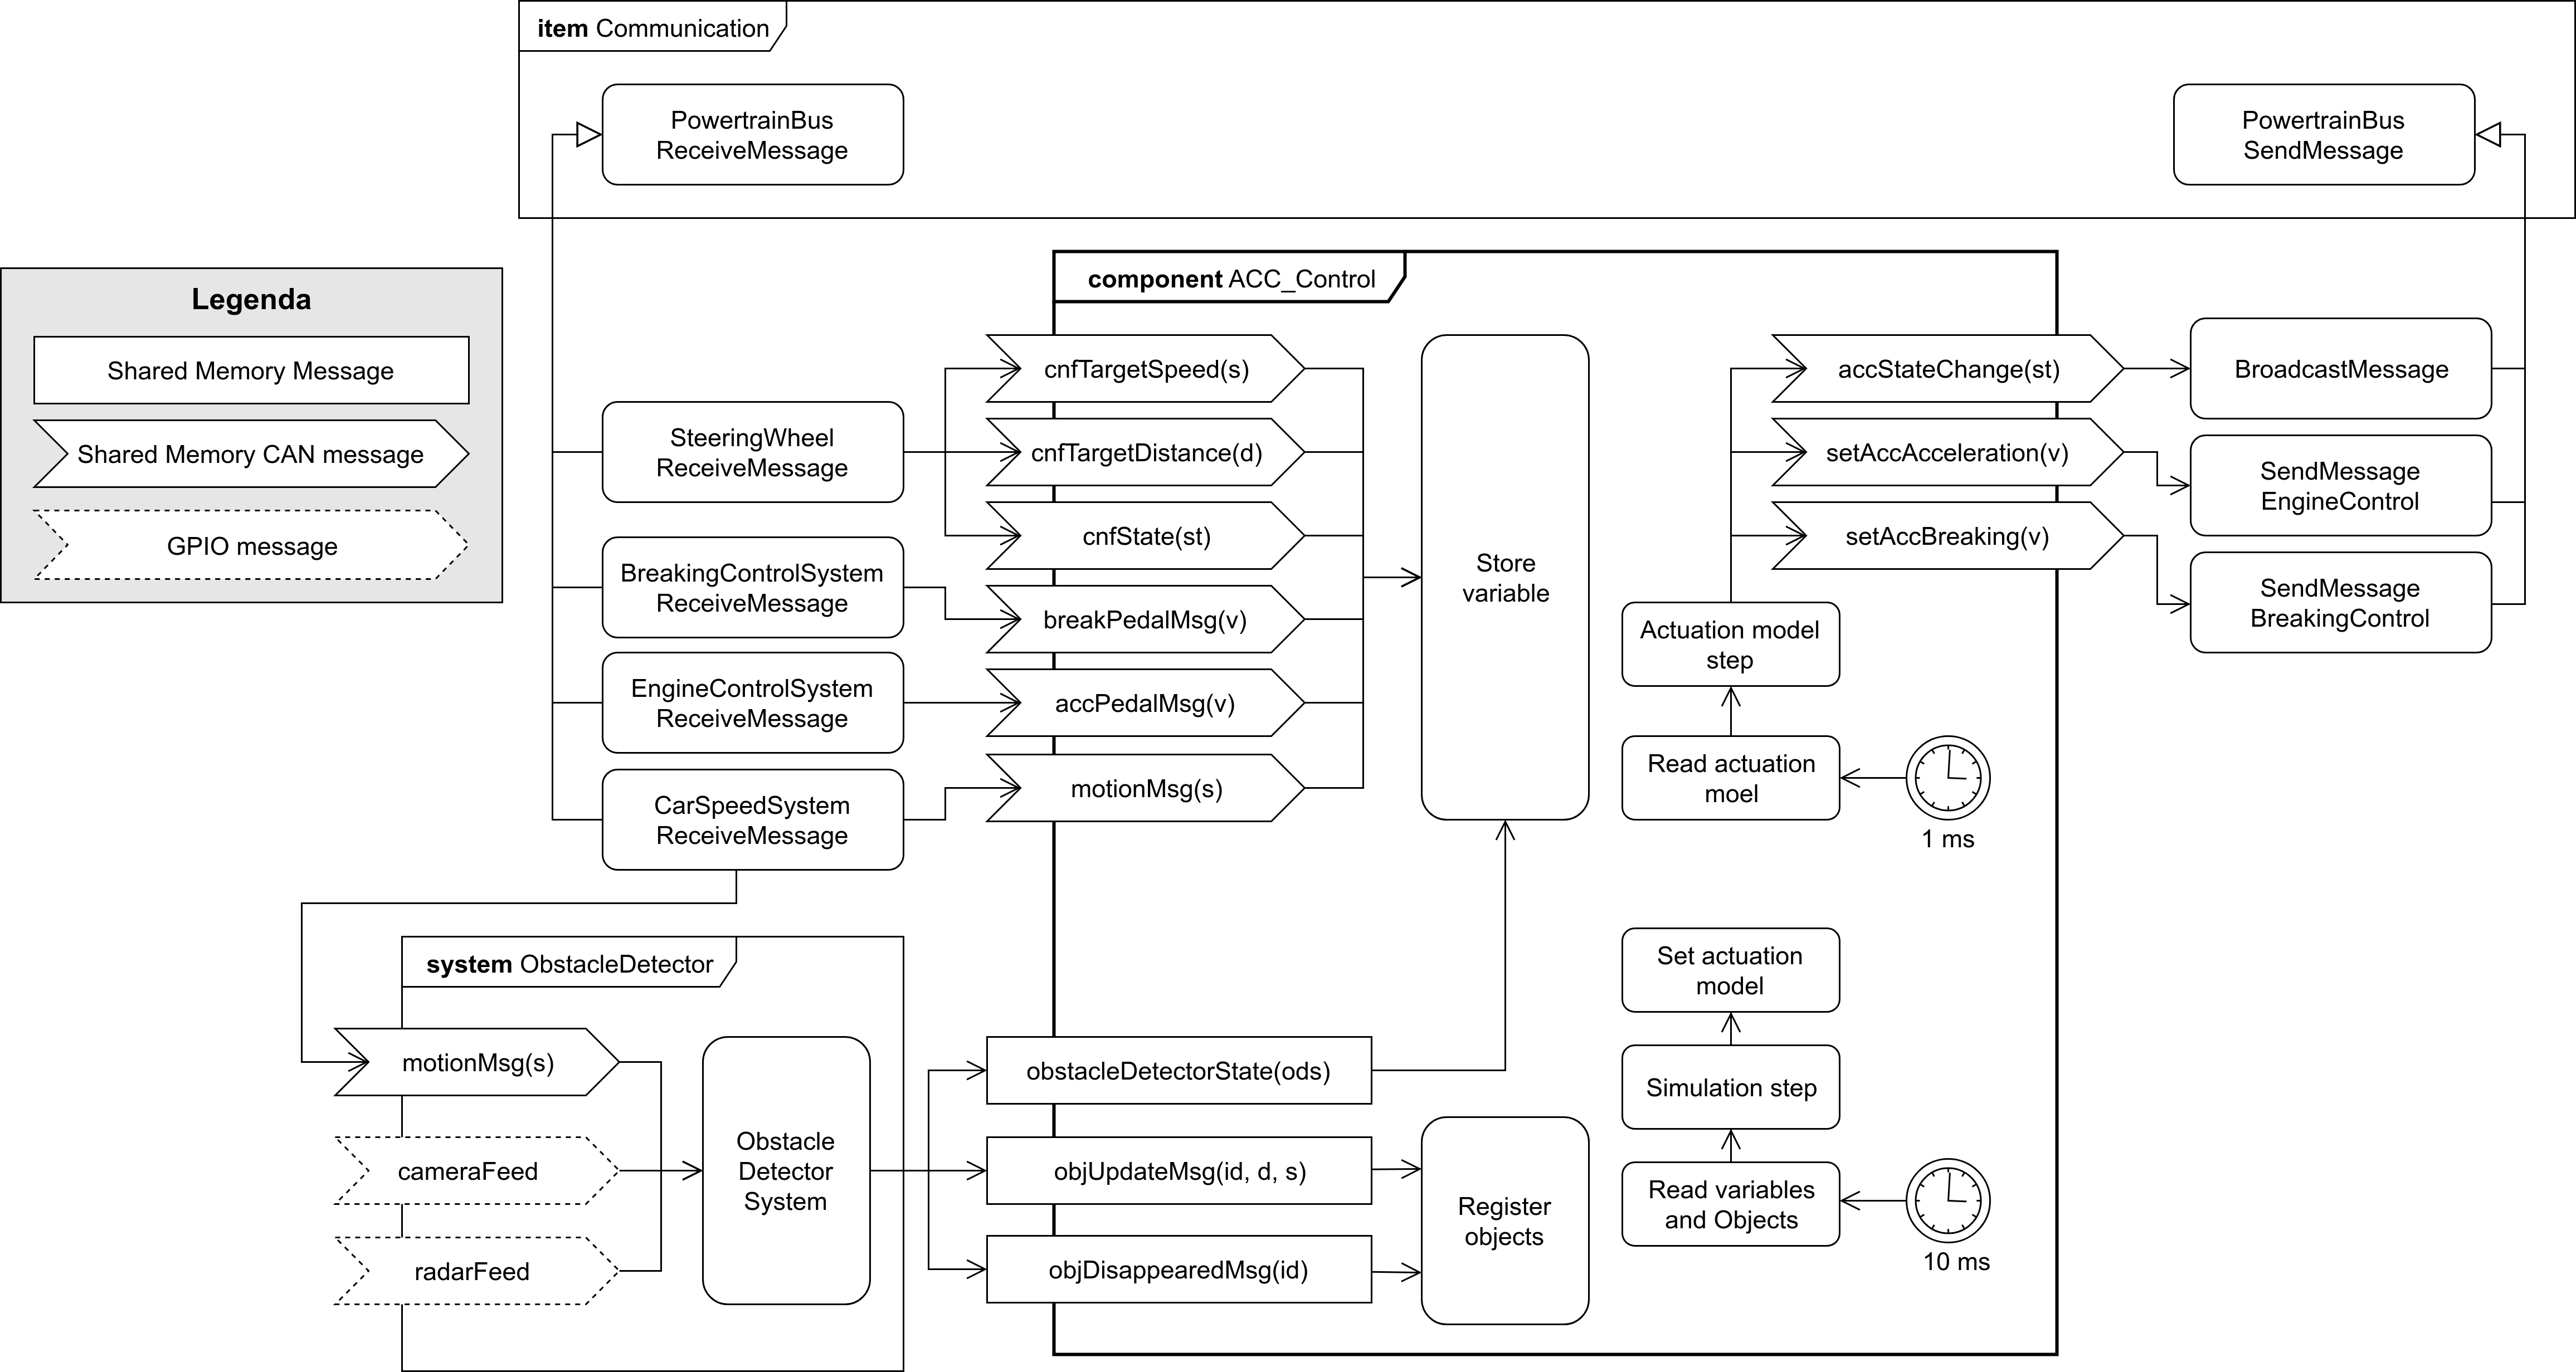 item Communication
PowertrainBus
ReceiveMessage
PowertrainBus
SendMessage
Legenda
Shared Memory Message
Shared Memory CAN message
GPIO message
component ACC_Control
SteeringWheel
ReceiveMessage
BreakingControlSystem
ReceiveMessage
EngineControlSystem
ReceiveMessage
CarSpeedSystem
ReceiveMessage
cnfTargetSpeed(s)
cnfTargetDistance(d)
cnfState(st)
breakPedalMsg(v)
accPedalMsg(v)
motionMsg(s)
Store
variable
accStateChange(st)
setAccAcceleration(v)
setAccBreaking(v)
BroadcastMessage
SendMessage
EngineControl
SendMessage
BreakingControl
Actuation model
step
Read actuation
moel
1 ms
system ObstacleDetector
motionMsg(s)
cameraFeed
radarFeed
Obstacle
Detector
System
obstacleDetectorState(ods)
objUpdateMsg(id, d, s)
objDisappearedMsg(id)
Register
objects
Set actuation
model
Simulation step
Read variables
and Objects
10 ms